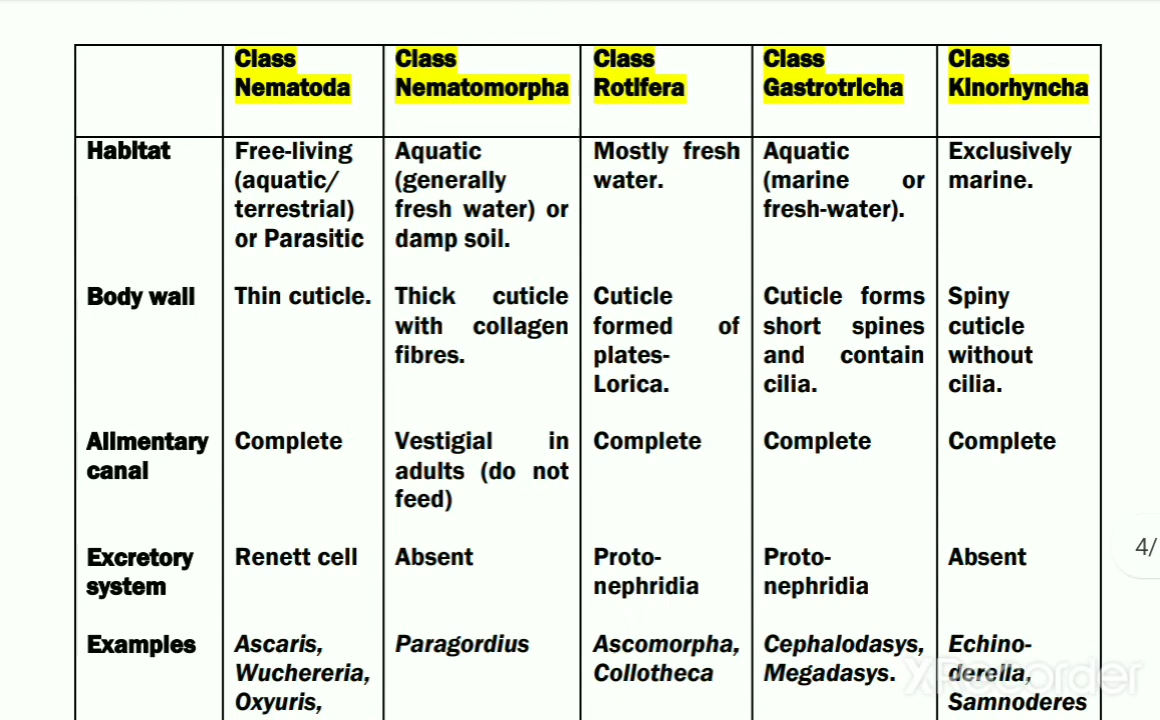 Class Nematoda
Class Nematomorpha
Class Rotifera
Class Gastrotricha
Class Kinorhyncha
Habitat
Free-living
(aquatic/
terrestrial)
or Parasitic
Aquatic
(generally
fresh water) or
damp soil.
Mostly fresh
water.
Aquatic
(marine or
fresh-water).
Exclusively
marine.
Body wall
Thin cuticle.
Thick cuticle
with collagen
fibres.
Cuticle
formed of
plates-
Lorica.
Cuticle forms
short spines
and contain
cilia.
Spiny
cuticle
without
cilia.
Alimentary
canal
Complete
Vestigial in
adults (do not
feed)
Complete
Complete
Complete
Excretory
system
Renett cell
Absent
Proto-
nephridia
Proto-
nephridia
Absent
Examples
Ascaris,
Wuchereria,
Oxyuris,
Paragordius
Ascomorpha,
Collotheca
Cephalodasys,
Megadasys.
Echino-
derella,
Samnoderes
4/
XRecorder